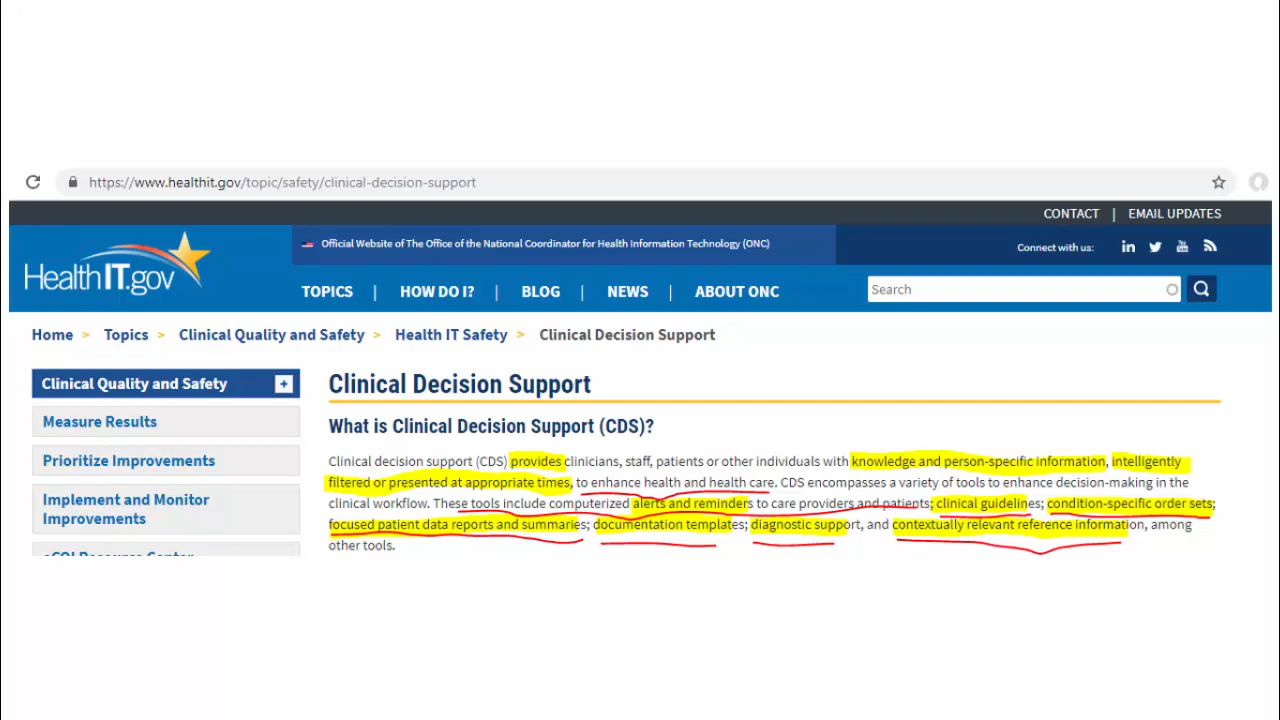 https://www.healthit.gov/topic/safety/clinical-decision-support
CONTACT | EMAIL UPDATES
Official Website of The Office of the National Coordinator for Health Information Technology (ONC)
Connect with us:
HealthIT.gov
TOPICS | HOW DO I? | BLOG | NEWS | ABOUT ONC
Search
Home > Topics > Clinical Quality and Safety > Health IT Safety > Clinical Decision Support
Clinical Quality and Safety +
Measure Results
Prioritize Improvements
Implement and Monitor
Improvements
Clinical Decision Support
What is Clinical Decision Support (CDS)?
Clinical decision support (CDS) provides clinicians, staff, patients or other individuals with knowledge and person-specific information, intelligently
filtered or presented at appropriate times, to enhance health and health care. CDS encompasses a variety of tools to enhance decision-making in the
clinical workflow. These tools include computerized alerts and reminders to care providers and patients; clinical guidelines; condition-specific order sets;
focused patient data reports and summaries; documentation templates; diagnostic support, and contextually relevant reference information, among
other tools.